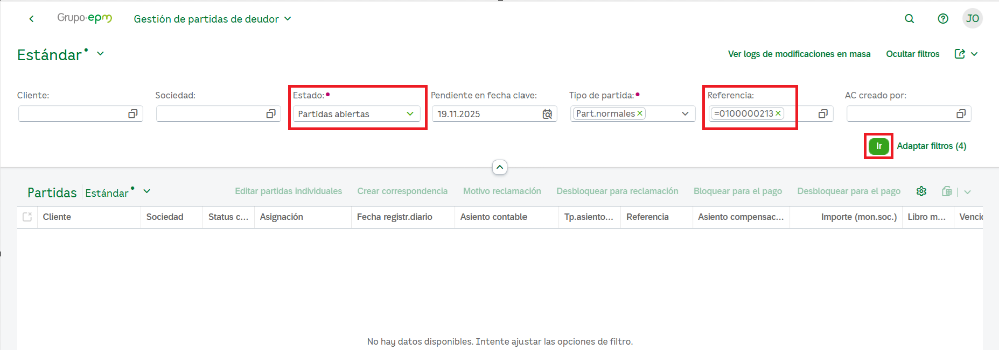 Grupo·epm
Gestión de partidas de deudor
JO
Estándar
Ver logs de modificaciones en masa
Ocultar filtros
Cliente:
Sociedad:
Estado:
Pendiente en fecha clave:
Tipo de partida:
Referencia:
AC creado por:
Partidas abiertas
19.11.2025
Part.normales
=0100000213
Ir
Adaptar filtros (4)
Partidas
Estándar
Editar partidas individuales
Crear correspondencia
Motivo reclamación
Desbloquear para reclamación
Bloquear para el pago
Desbloquear para el pago
Cliente
Sociedad
Status c...
Asignación
Fecha registr.diario
Asiento contable
Tp.asiento...
Referencia
Asiento compensac...
Importe (mon.soc.)
Libro m...
Vencic
No hay datos disponibles. Intente ajustar las opciones de filtro.